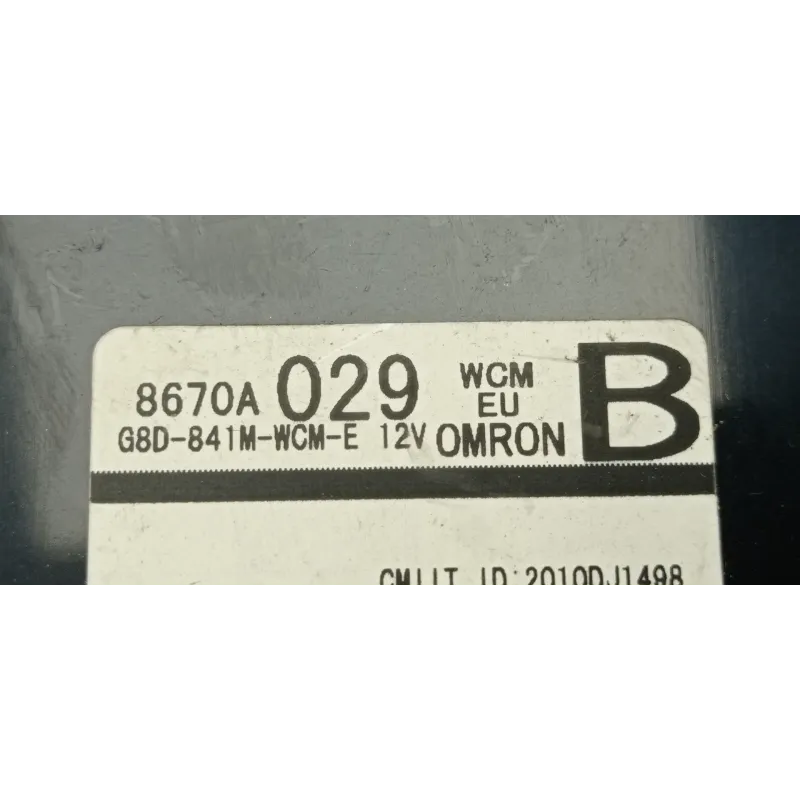 8670A 029 WCM EU B
G8D-841M-WCM-E 12V OMRON
CMIIT ID:2010DJ1498